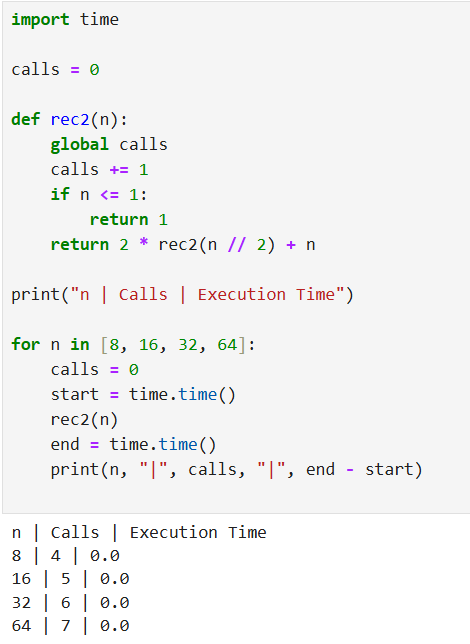 import time

calls = 0

def rec2(n):
    global calls
    calls += 1
    if n <= 1:
        return 1
    return 2 * rec2(n // 2) + n

print("n | Calls | Execution Time")

for n in [8, 16, 32, 64]:
    calls = 0
    start = time.time()
    rec2(n)
    end = time.time()
    print(n, "|", calls, "|", end - start)

n | Calls | Execution Time
8 | 4 | 0.0
16 | 5 | 0.0
32 | 6 | 0.0
64 | 7 | 0.0